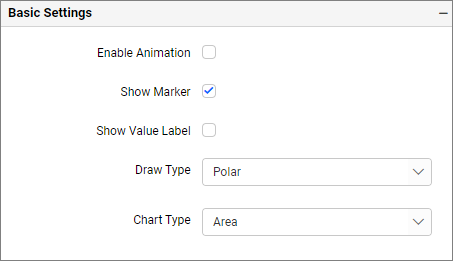 Basic Settings
Enable Animation
Show Marker
Show Value Label
Draw Type Polar
Chart Type Area